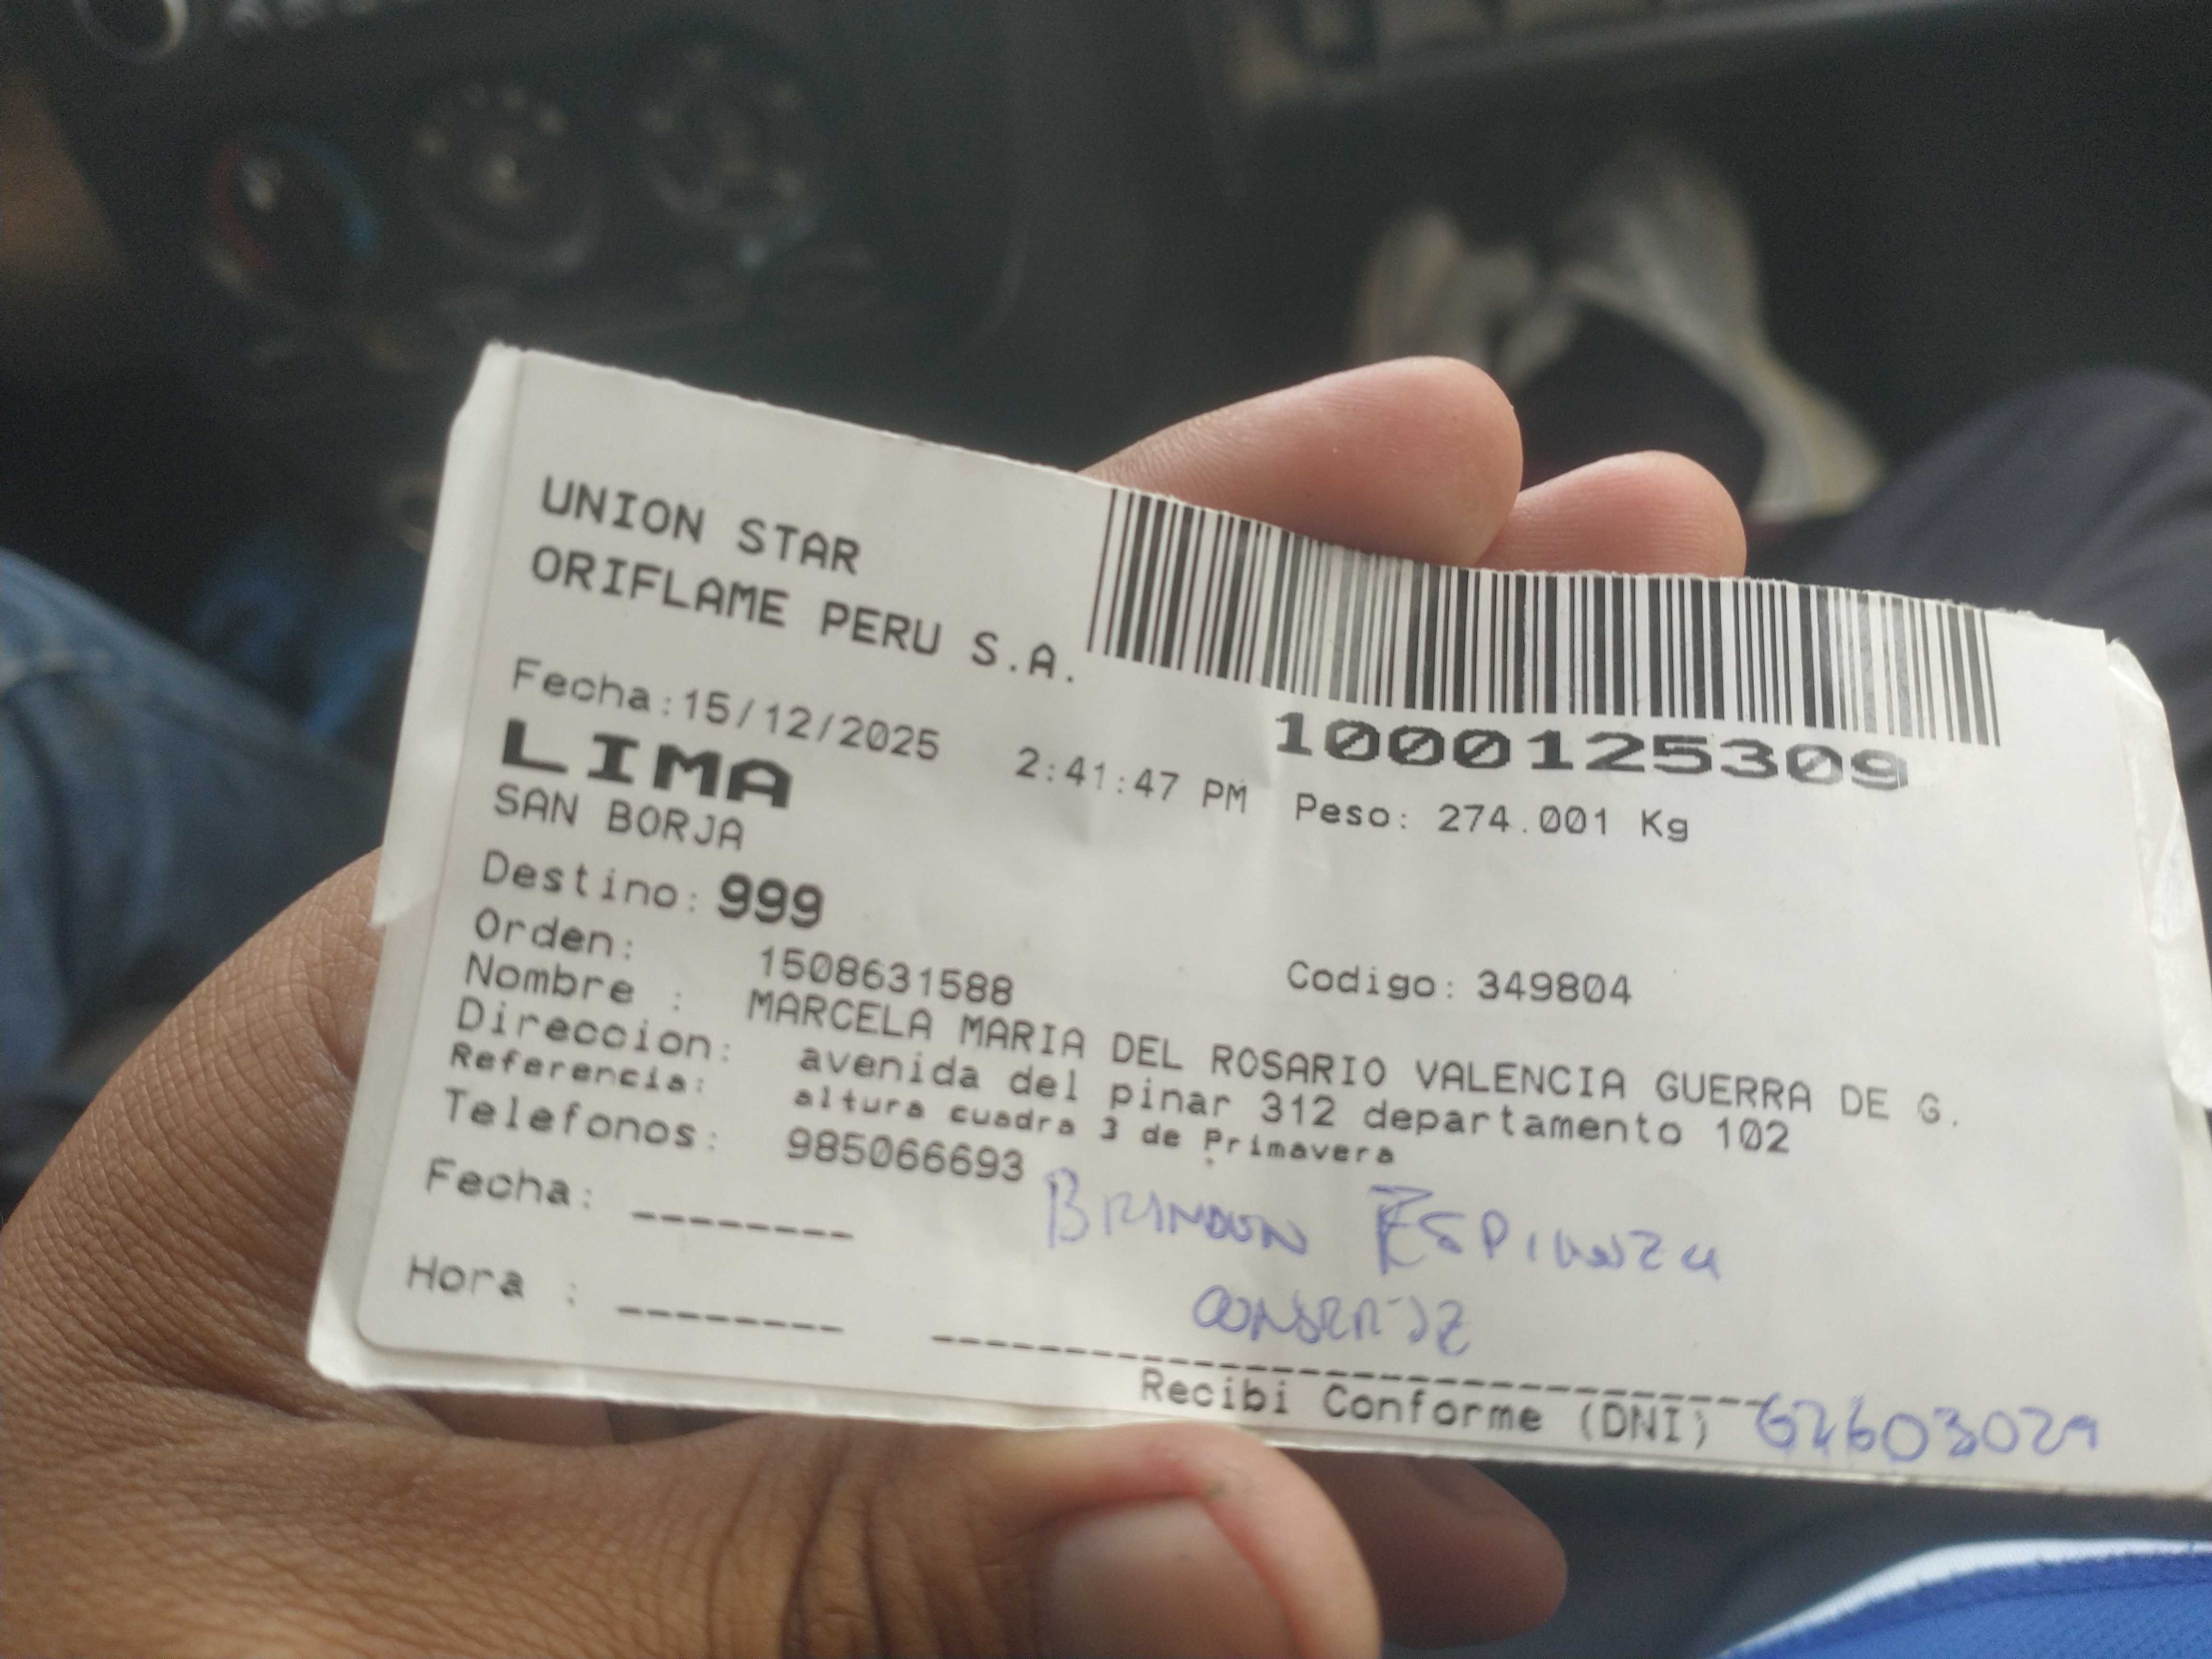 UNION STAR
ORIFLAME PERU S.A.
Fecha:15/12/2025 2:41:47 PM
1000125309
LIMA
Peso: 274.001 Kg
SAN BORJA
Destino: 999
Orden: 1508631588 Codigo: 349804
Nombre : MARCELA MARIA DEL ROSARIO VALENCIA GUERRA DE G.
Direccion: avenida del pinar 312 departamento 102
Referencia: altura cuadra 3 de Primavera
Telefonos: 985066693
Fecha: --------
Hora : --------
Recibi Conforme (DNI) 62603029